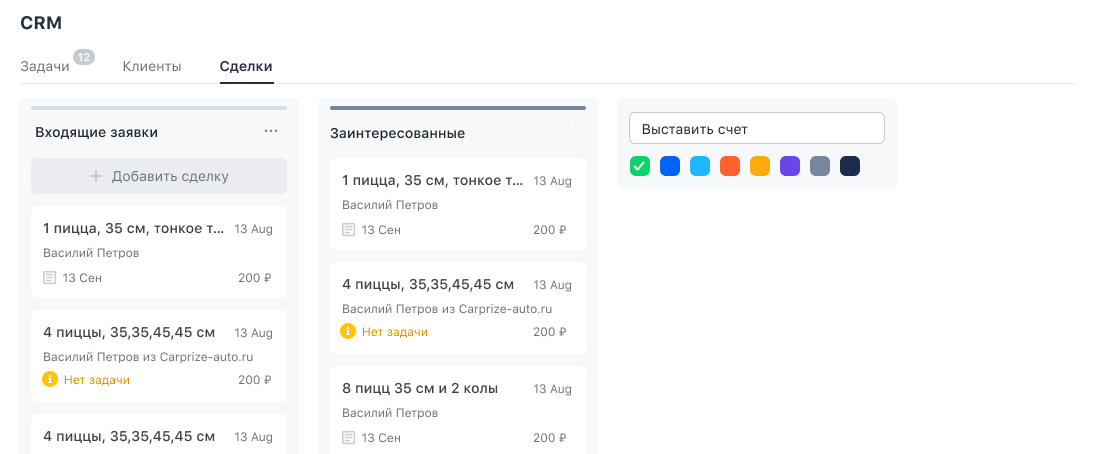 CRM
Задачи 12 Клиенты Сделки
Входящие заявки
Добавить сделку
1 пицца, 35 см, тонкое т... 13 Aug
Василий Петров
13 Сен 200 ₽
4 пиццы, 35,35,45,45 см 13 Aug
Василий Петров из Carprize-auto.ru
Нет задачи 200 ₽
4 пиццы, 35,35,45,45 см 13 Aug
Заинтересованные
1 пицца, 35 см, тонкое т... 13 Aug
Василий Петров
13 Сен 200 ₽
4 пиццы, 35,35,45,45 см 13 Aug
Василий Петров из Carprize-auto.ru
Нет задачи 200 ₽
8 пицц 35 см и 2 колы 13 Aug
Василий Петров
13 Сен 200 ₽
Выставить счет